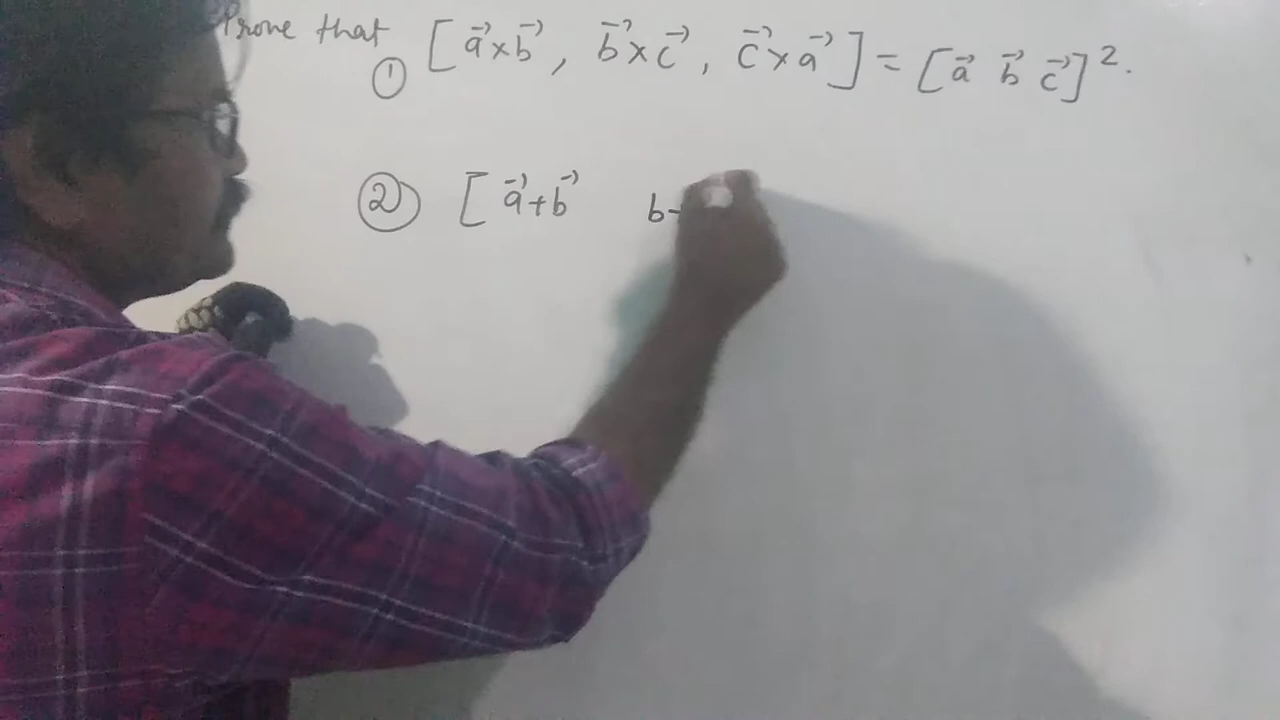 Prove that ① [a⃗×b⃗, b⃗×c⃗, c⃗×a⃗] = [a⃗ b⃗ c⃗]².
② [a⃗+b⃗ b-